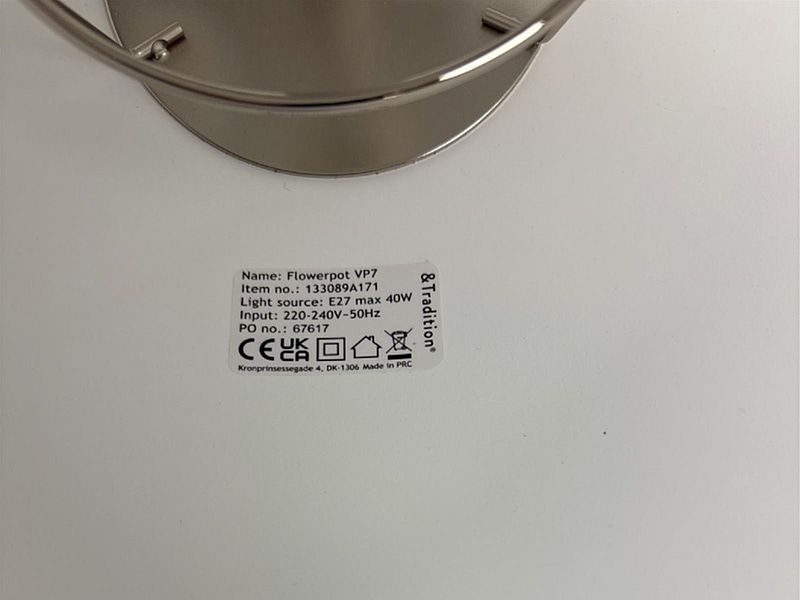 Name: Flowerpot VP7
Item no.: 133089A171
Light source: E27 max 40W
Input: 220-240V~50Hz
PO no.: 67617
CE UK CA
Kronprinsessegade 4, DK-1306 Made in PRC
&Tradition®